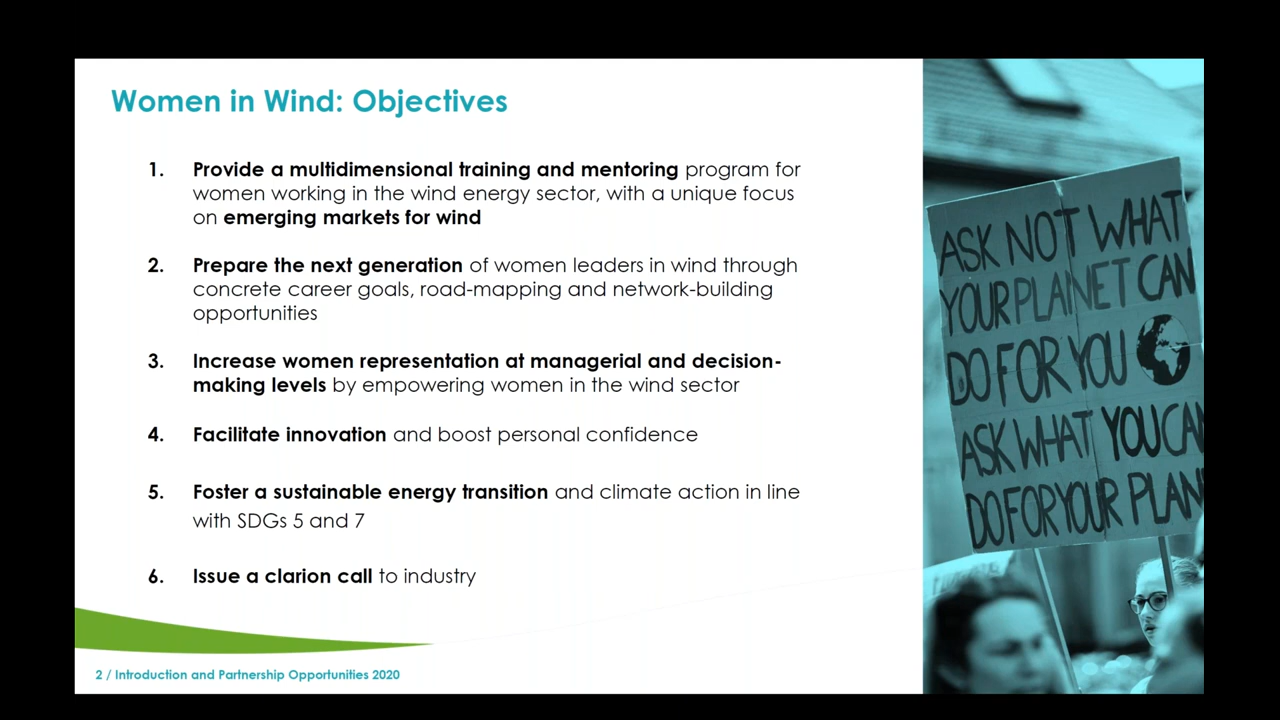 Women in Wind: Objectives
1. Provide a multidimensional training and mentoring program for
women working in the wind energy sector, with a unique focus
on emerging markets for wind
2. Prepare the next generation of women leaders in wind through
concrete career goals, road-mapping and network-building
opportunities
3. Increase women representation at managerial and decision-
making levels by empowering women in the wind sector
4. Facilitate innovation and boost personal confidence
5. Foster a sustainable energy transition and climate action in line
with SDGs 5 and 7
6. Issue a clarion call to industry
2 / Introduction and Partnership Opportunities 2020
ASK NOT WHAT
YOUR PLANET CAN
DO FOR YOU
ASK WHAT YOU CA
DO FOR YOUR PLAN